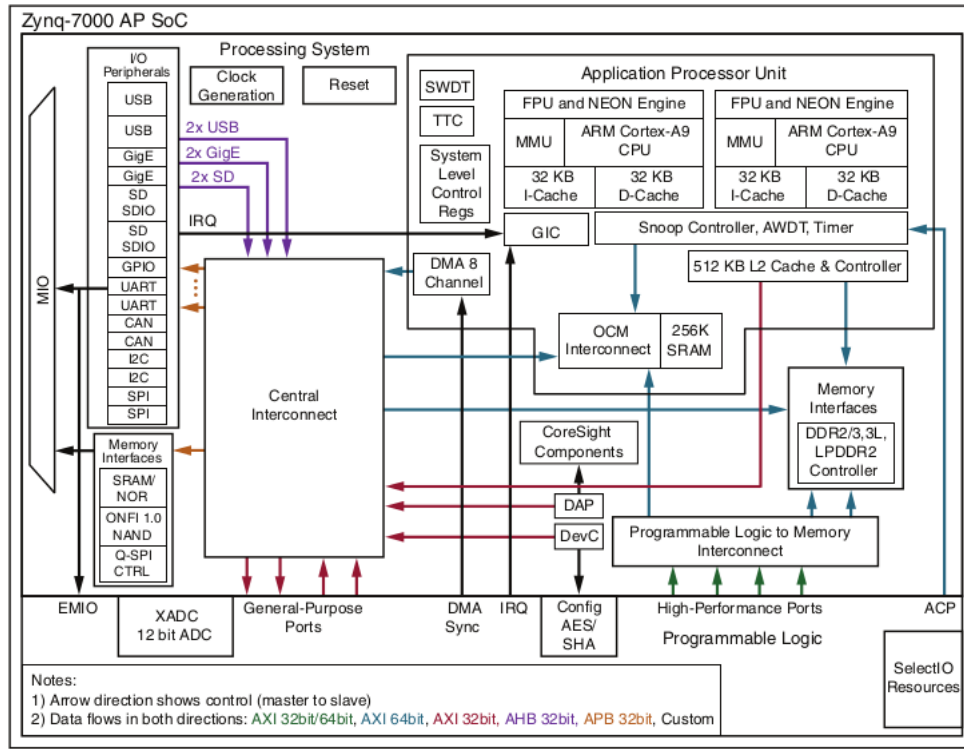 Zynq-7000 AP SoC
I/O
Peripherals
USB
USB
GigE
GigE
SD
SDIO
SD
SDIO
GPIO
UART
UART
CAN
CAN
I2C
I2C
SPI
SPI
MIO
Processing System
Clock
Generation
Reset
2x USB
2x GigE
2x SD
IRQ
SWDT
TTC
System
Level
Control
Regs
Application Processor Unit
FPU and NEON Engine
MMU
ARM Cortex-A9
CPU
32 KB
I-Cache
32 KB
D-Cache
FPU and NEON Engine
MMU
ARM Cortex-A9
CPU
32 KB
I-Cache
32 KB
D-Cache
GIC
Snoop Controller, AWDT, Timer
DMA 8
Channel
512 KB L2 Cache & Controller
OCM
Interconnect
256K
SRAM
Central
Interconnect
Memory
Interfaces
DDR2/3,3L,
LPDDR2
Controller
CoreSight
Components
DAP
DevC
Programmable Logic to Memory
Interconnect
Memory
Interfaces
SRAM/
NOR
ONFI 1.0
NAND
Q-SPI
CTRL
EMIO
XADC
12 bit ADC
General-Purpose
Ports
DMA
Sync
IRQ
Config
AES/
SHA
High-Performance Ports
ACP
Programmable Logic
SelectIO
Resources
Notes:
1) Arrow direction shows control (master to slave)
2) Data flows in both directions: AXI 32bit/64bit, AXI 64bit, AXI 32bit, AHB 32bit, APB 32bit, Custom